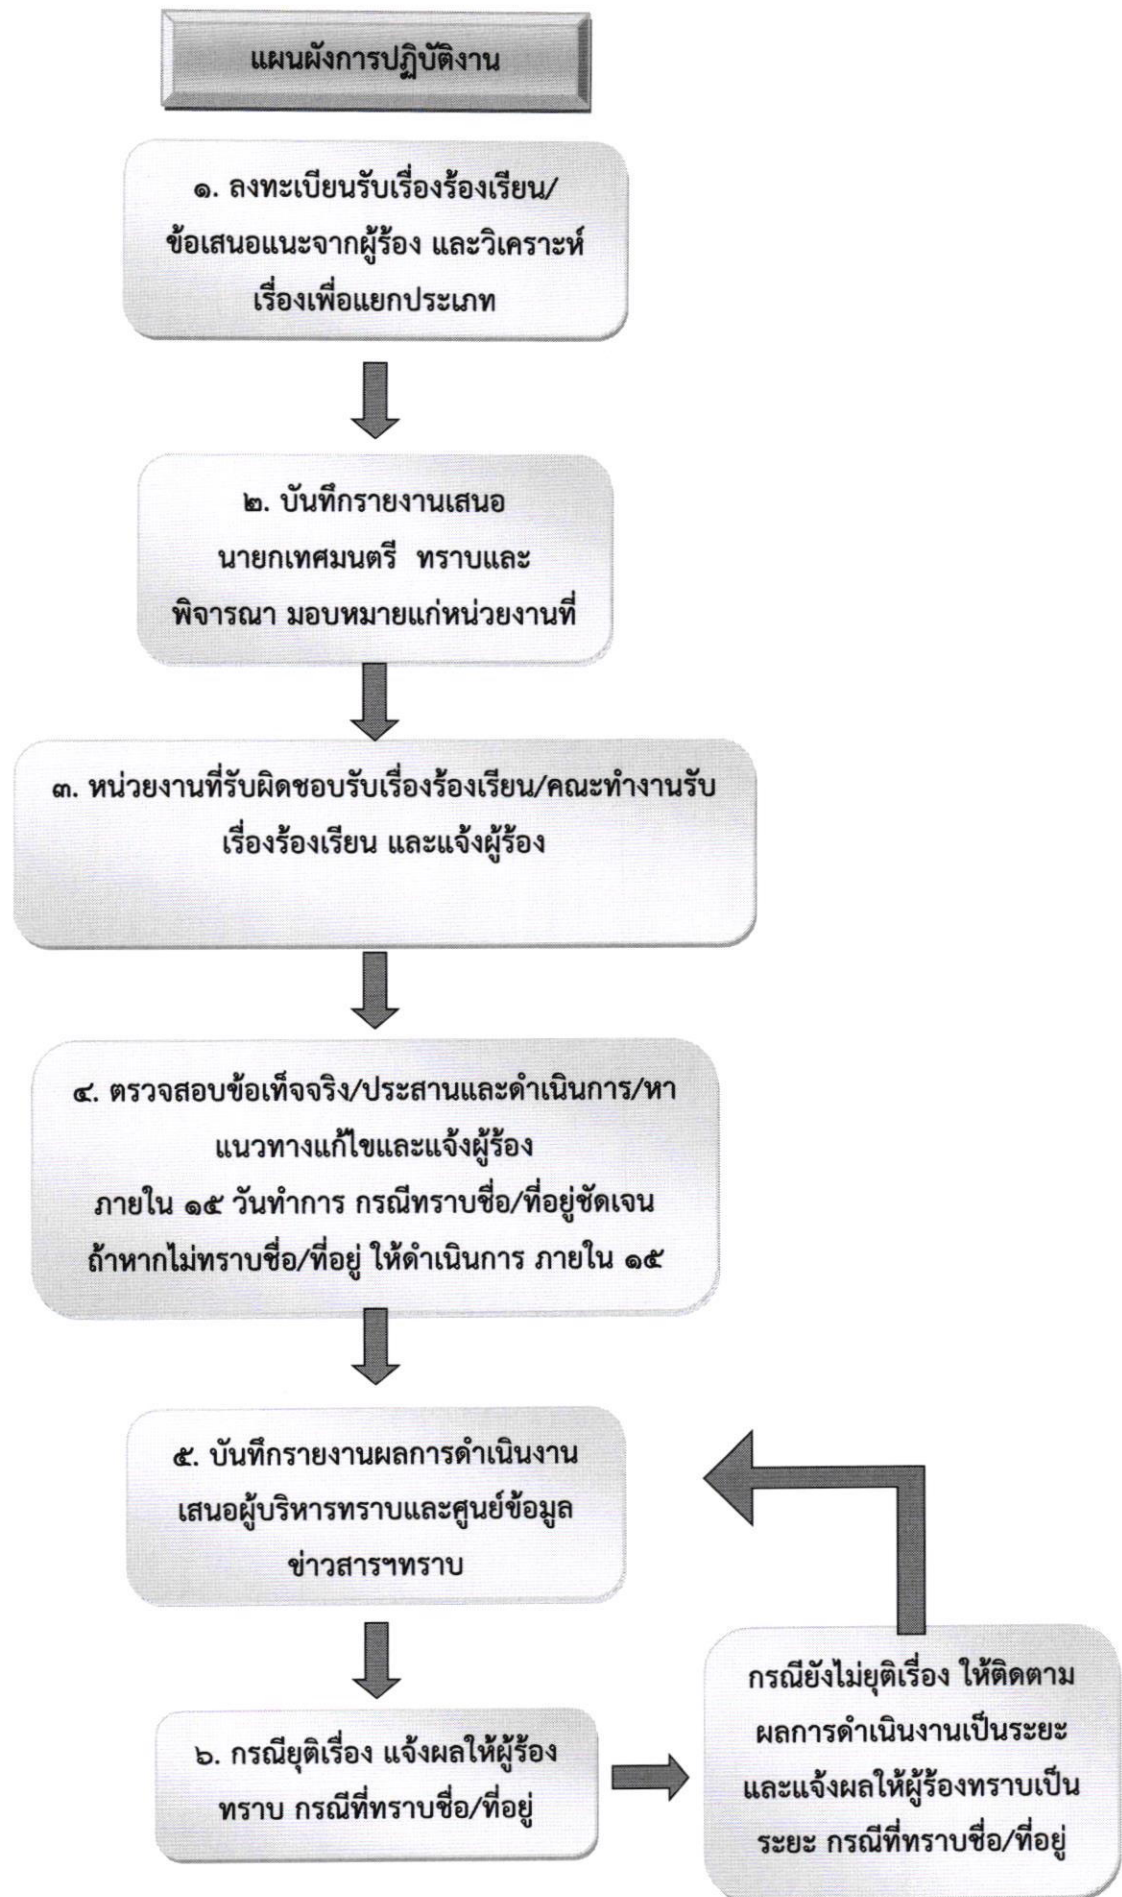 แผนผังการปฏิบัติงาน
๑. ลงทะเบียนรับเรื่องร้องเรียน/
ข้อเสนอแนะจากผู้ร้อง และวิเคราะห์
เรื่องเพื่อแยกประเภท
๒. บันทึกรายงานเสนอ
นายกเทศมนตรี ทราบและ
พิจารณา มอบหมายแก่หน่วยงานที่
๓. หน่วยงานที่รับผิดชอบรับเรื่องร้องเรียน/คณะทำงานรับ
เรื่องร้องเรียน และแจ้งผู้ร้อง
๔. ตรวจสอบข้อเท็จจริง/ประสานและดำเนินการ/หา
แนวทางแก้ไขและแจ้งผู้ร้อง
ภายใน ๑๕ วันทำการ กรณีทราบชื่อ/ที่อยู่ชัดเจน
ถ้าหากไม่ทราบชื่อ/ที่อยู่ ให้ดำเนินการ ภายใน ๑๕
๕. บันทึกรายงานผลการดำเนินงาน
เสนอผู้บริหารทราบและศูนย์ข้อมูล
ข่าวสารฯทราบ
๖. กรณียุติเรื่อง แจ้งผลให้ผู้ร้อง
ทราบ กรณีที่ทราบชื่อ/ที่อยู่
กรณียังไม่ยุติเรื่อง ให้ติดตาม
ผลการดำเนินงานเป็นระยะ
และแจ้งผลให้ผู้ร้องทราบเป็น
ระยะ กรณีที่ทราบชื่อ/ที่อยู่